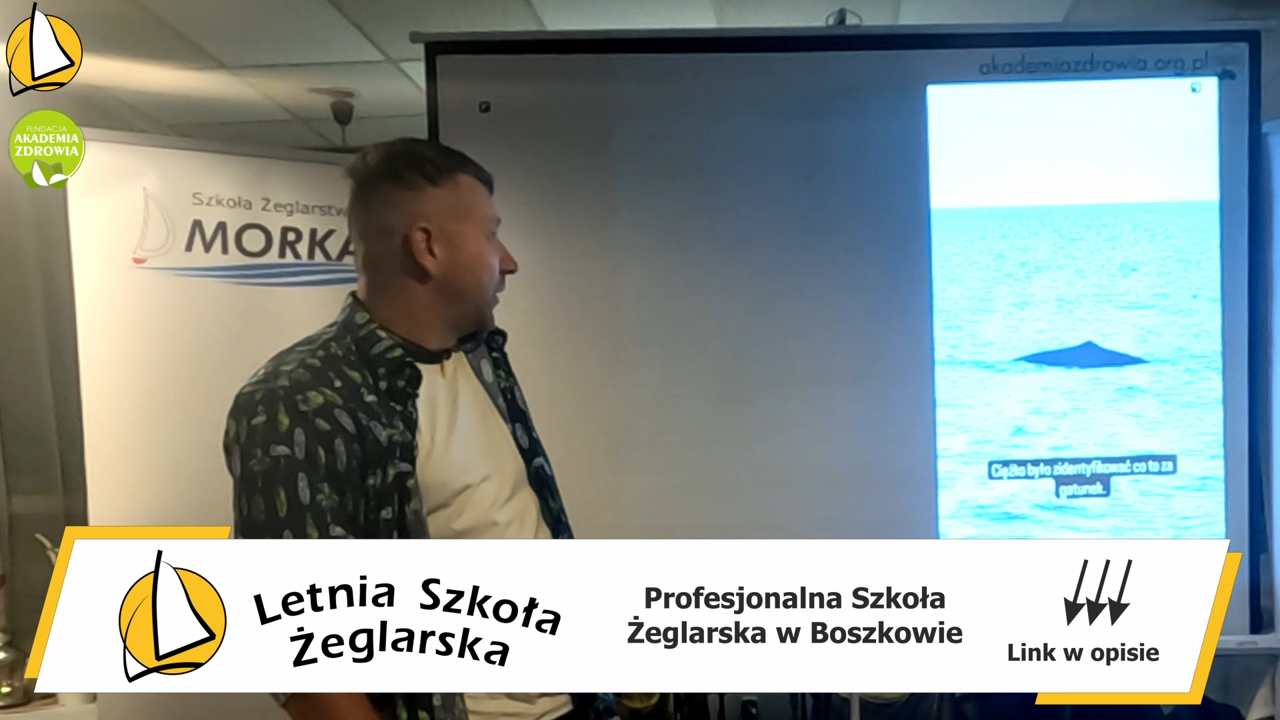 akademiazdrowia.org.pl
FUNDACJA
AKADEMIA
ZDROWIA
Szkoła Żeglarstw
MORKA
Ciężko było zidentyfikować co to za
gatunek.
Letnia Szkoła
Żeglarska
Profesjonalna Szkoła
Żeglarska w Boszkowie
Link w opisie